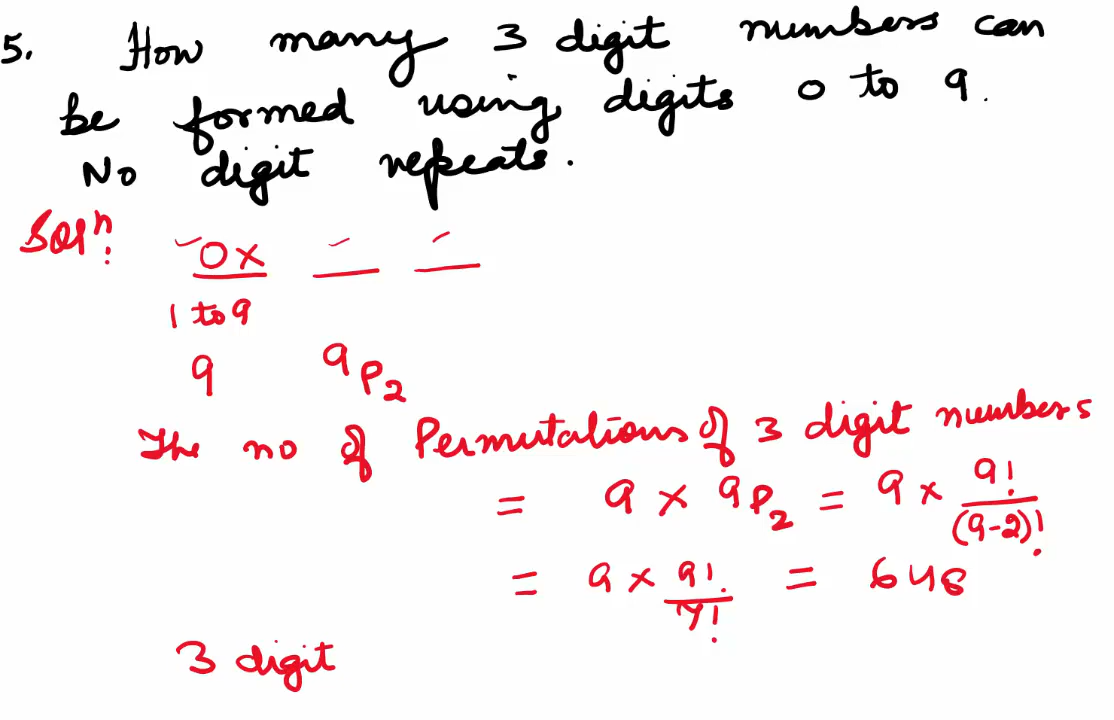 5. How many 3 digit numbers can
be formed using digits 0 to 9.
No digit repeats.
Solⁿ:
0 ×
1 to 9
9 9P₂
The no of Permutations of 3 digit numbers
= 9 × 9P₂ = 9 × 9!/(9-2)!
= 9 × 9!/7! = 648
3 digit